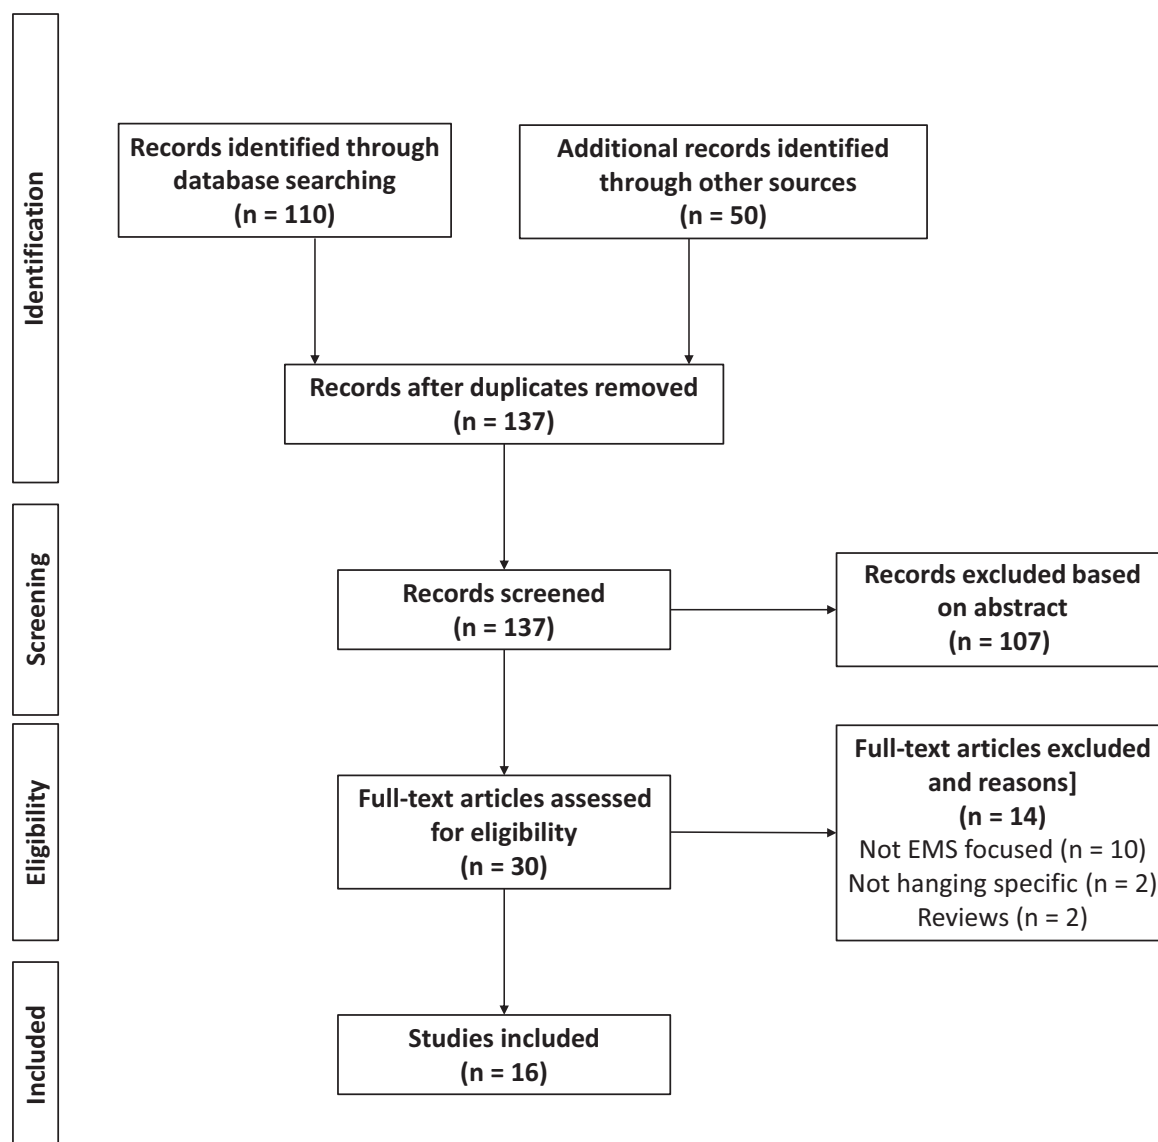 Identification
Records identified through
database searching
(n = 110)
Additional records identified
through other sources
(n = 50)
Records after duplicates removed
(n = 137)
Screening
Records screened
(n = 137)
Records excluded based
on abstract
(n = 107)
Eligibility
Full-text articles assessed
for eligibility
(n = 30)
Full-text articles excluded
and reasons]
(n = 14)
Not EMS focused (n = 10)
Not hanging specific (n = 2)
Reviews (n = 2)
Included
Studies included
(n = 16)